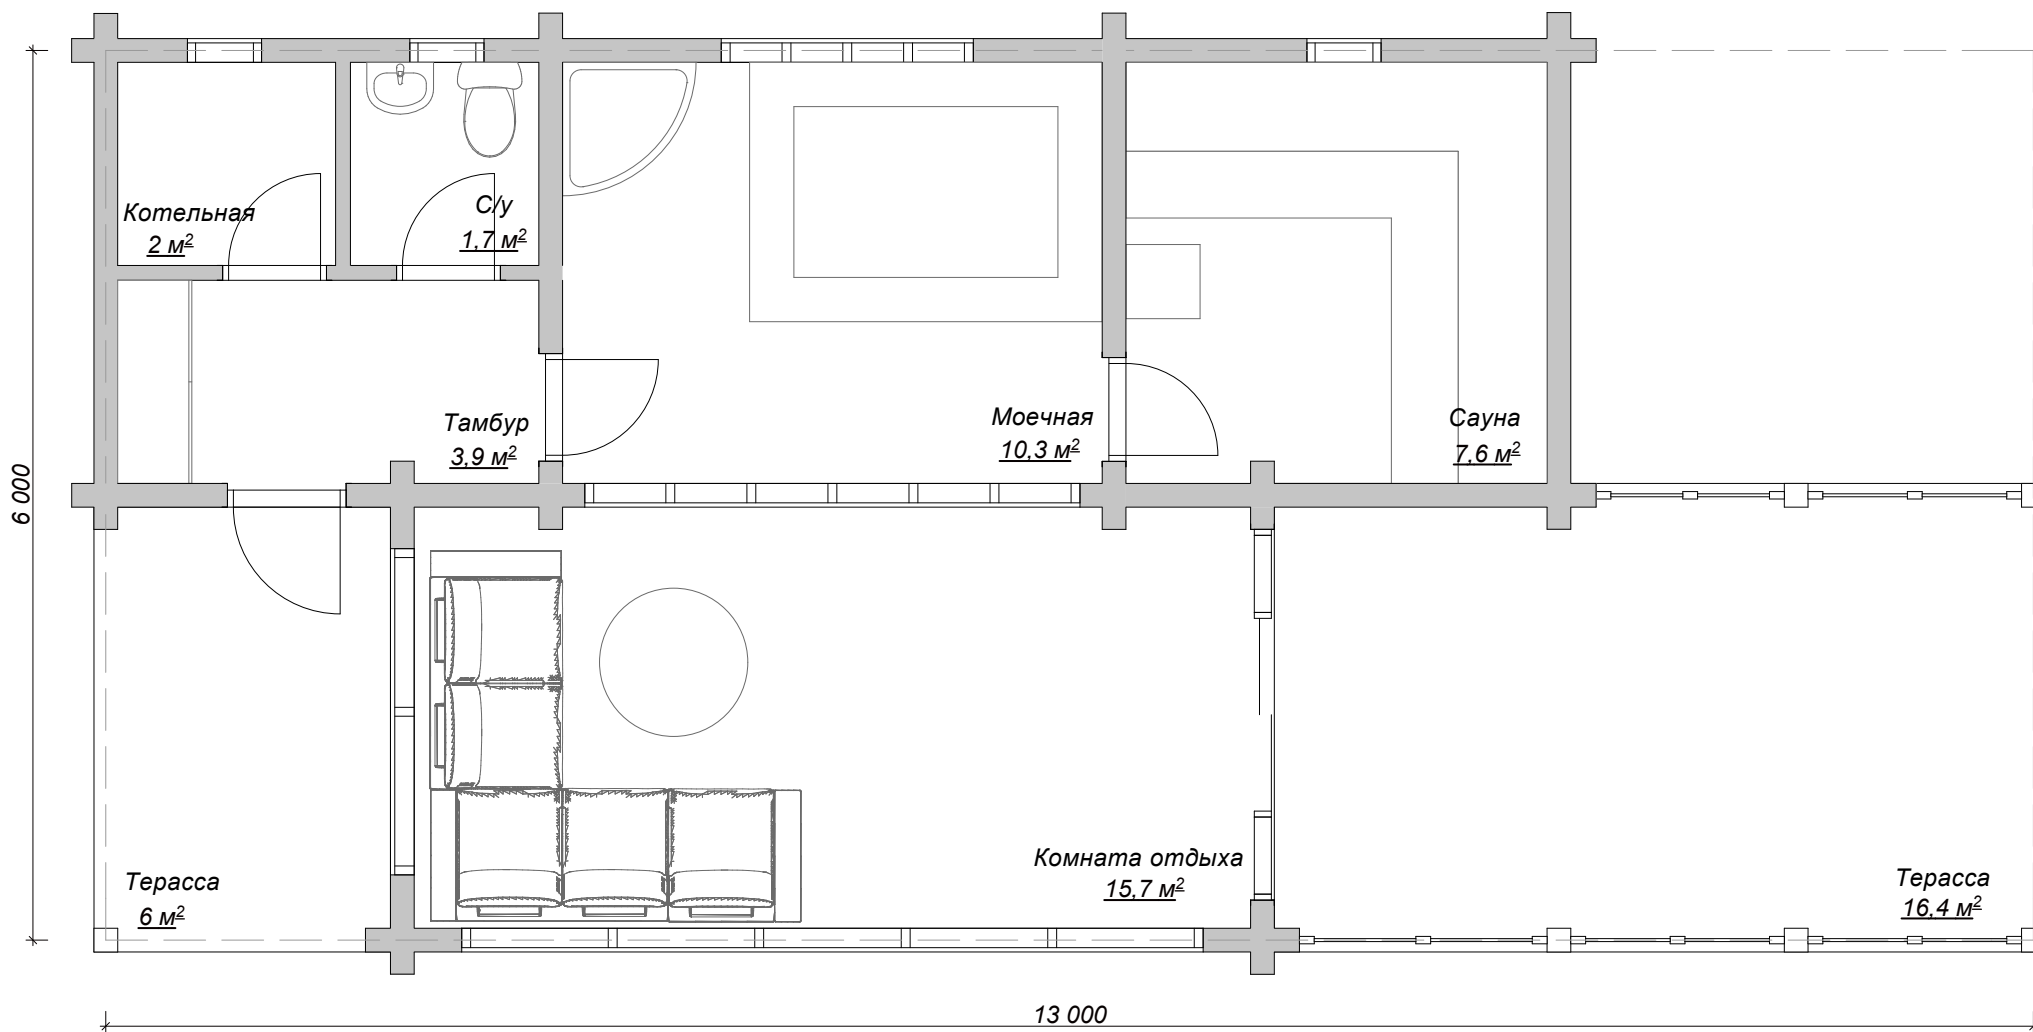 Котельная
2 м²
С/у
1,7 м²
Тамбур
3,9 м²
Моечная
10,3 м²
Сауна
7,6 м²
6 000
Терасса
6 м²
Комната отдыха
15,7 м²
Терасса
16,4 м²
13 000